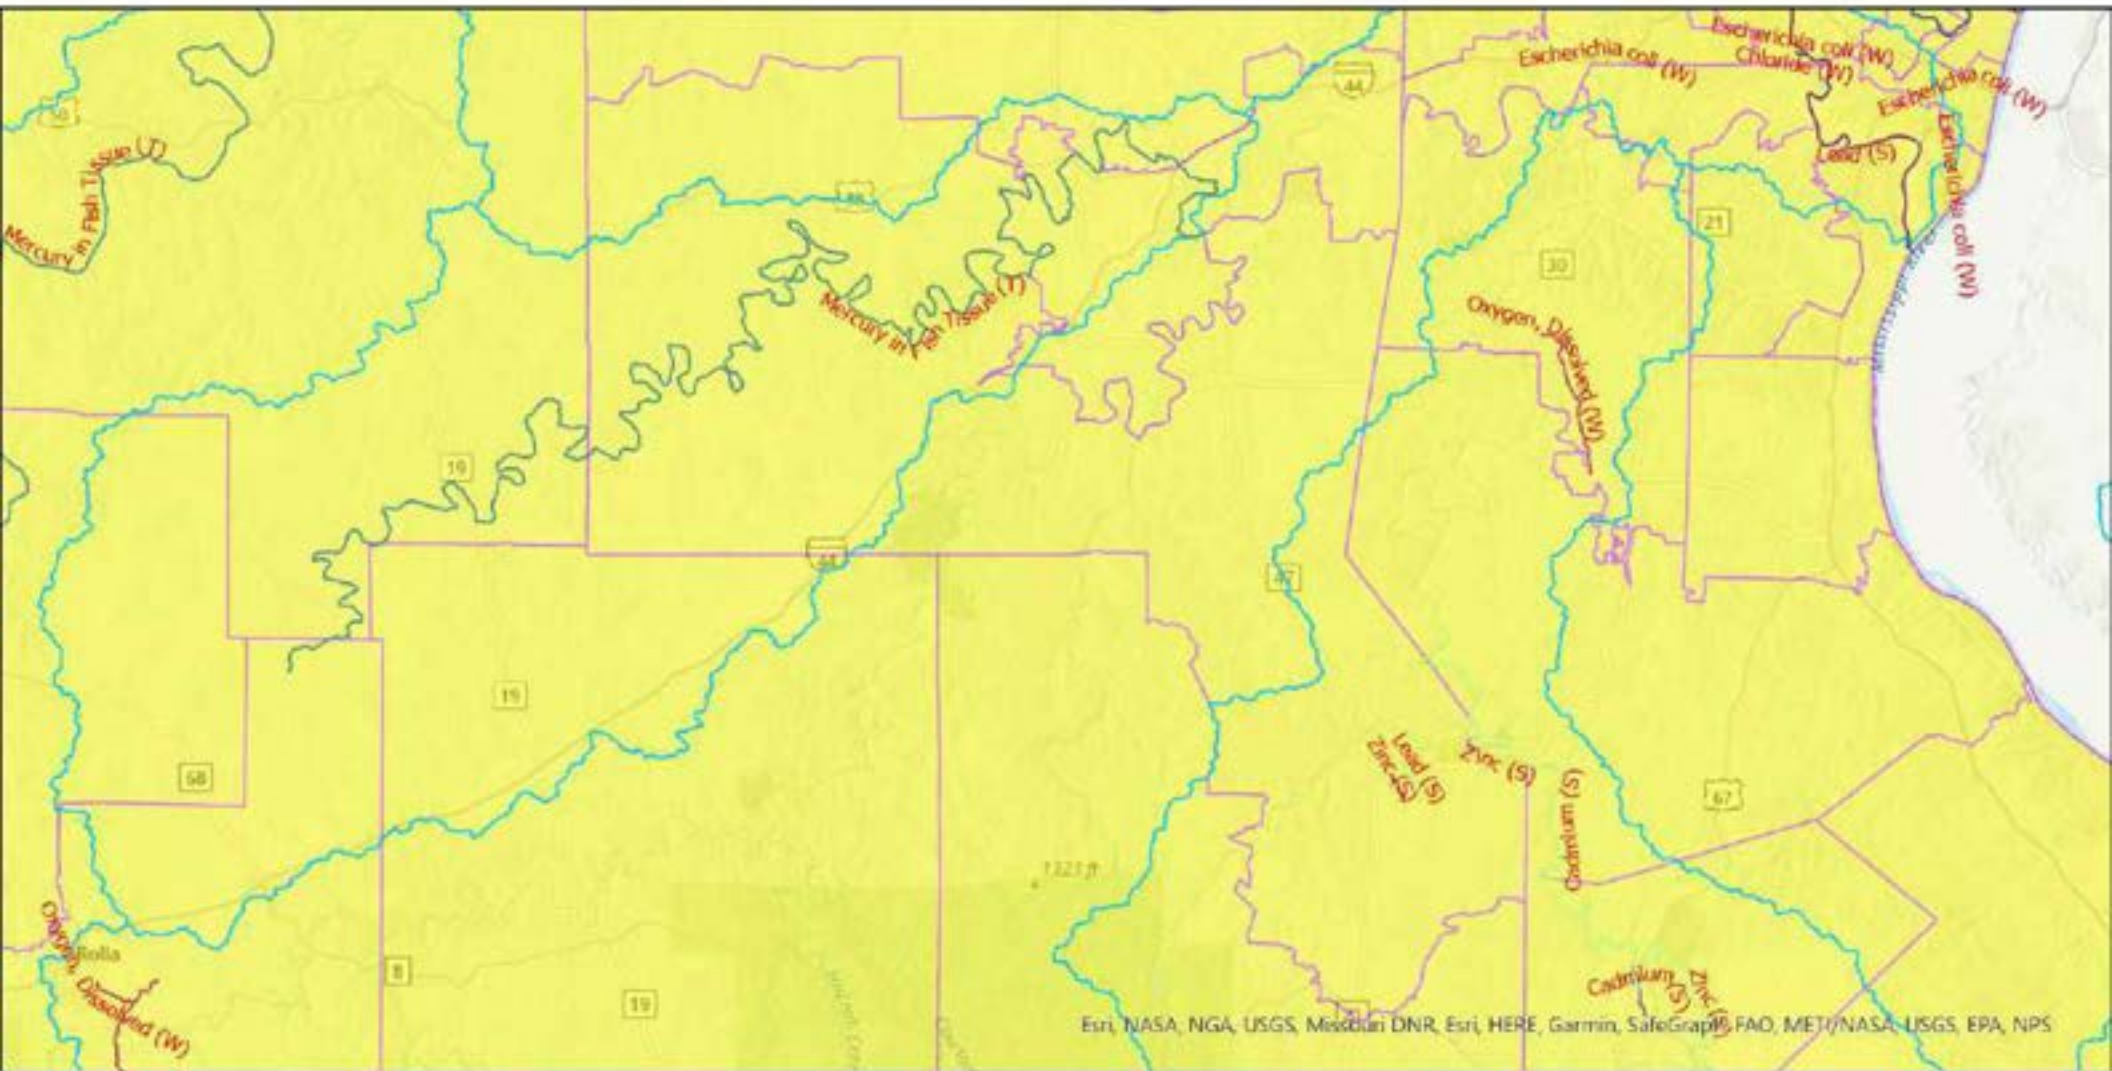 Escherichia coli (W)
Chloride (W)
Escherichia coli (W)
Escherichia coli (W)
44
50
Mercury in Fish Tissue (T)
Lead (S)
Escherichia coli (W)
21
30
Mississippi
Mercury in Fish Tissue (T)
Oxygen, Dissolved (W)
19
44
47
19
68
Lead (S)
Zinc (S)
Zinc (S)
Cadmium (S)
67
1323 ft
Oxygen, Dissolved (W)
Rolla
8
19
Cadmium (S)
Zinc (S)
Esri, NASA, NGA, USGS, Missouri DNR, Esri, HERE, Garmin, SafeGraph, FAO, METI/NASA, USGS, EPA, NPS